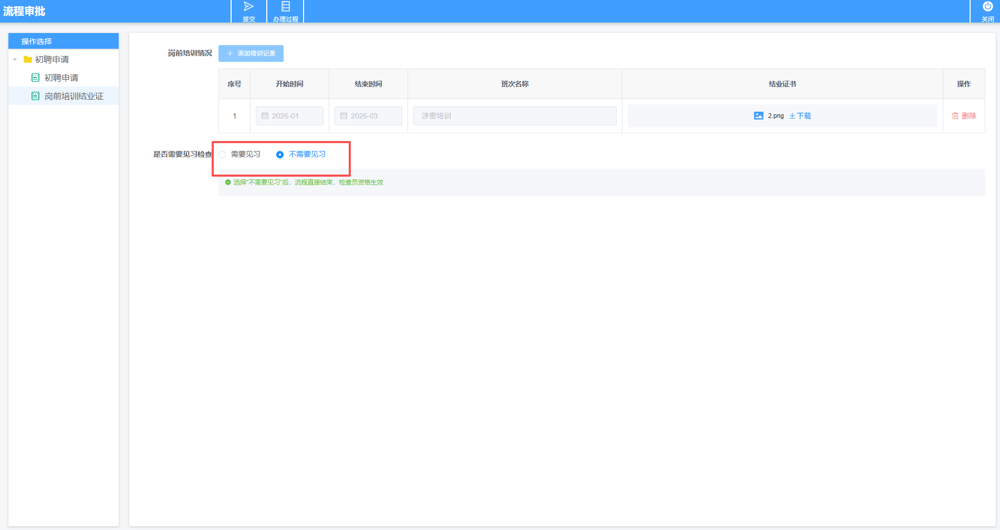 流程审批
提交
办理过程
关闭
操作选择
初聘申请
初聘申请
岗前培训结业证
岗前培训情况
添加培训记录
序号 开始时间 结束时间 班次名称 结业证书 操作
1 2026-01 2026-03 涉密培训 2.png 下载 删除
是否需要见习检查 需要见习 不需要见习
选择"不需要见习"后，流程直接结束，检查员资格生效